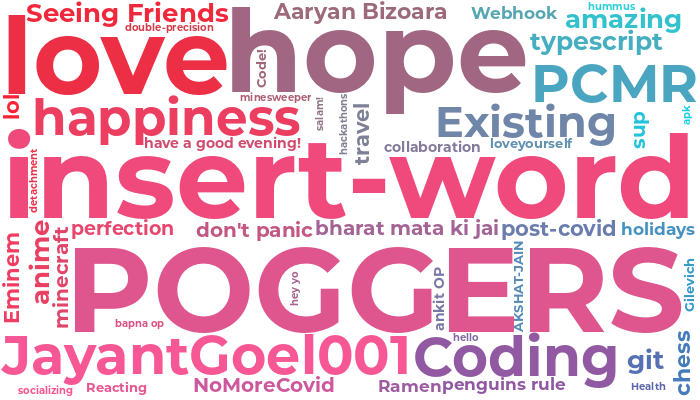 Seeing Friends
Aaryan Bizoara
Webhook
hummus
amazing
double-precision
love
hope
Code!
typescript
lol
minesweeper
PCMR
happiness
salam!
hackathons
travel
Existing
sup
apk
have a good evening!
collaboration
loveyourself
detachment
insert-word
perfection
don't panic
bharat mata ki jai
post-covid
holidays
Eminem
anime
minecraft
POGGERS
hey yo
ankit OP
AKSHAT-JAIN
Gilevich
bapna op
JayantGoel001
hello
Coding
git
chess
socializing
Reacting
NoMoreCovid
Ramen
penguins rule
Health